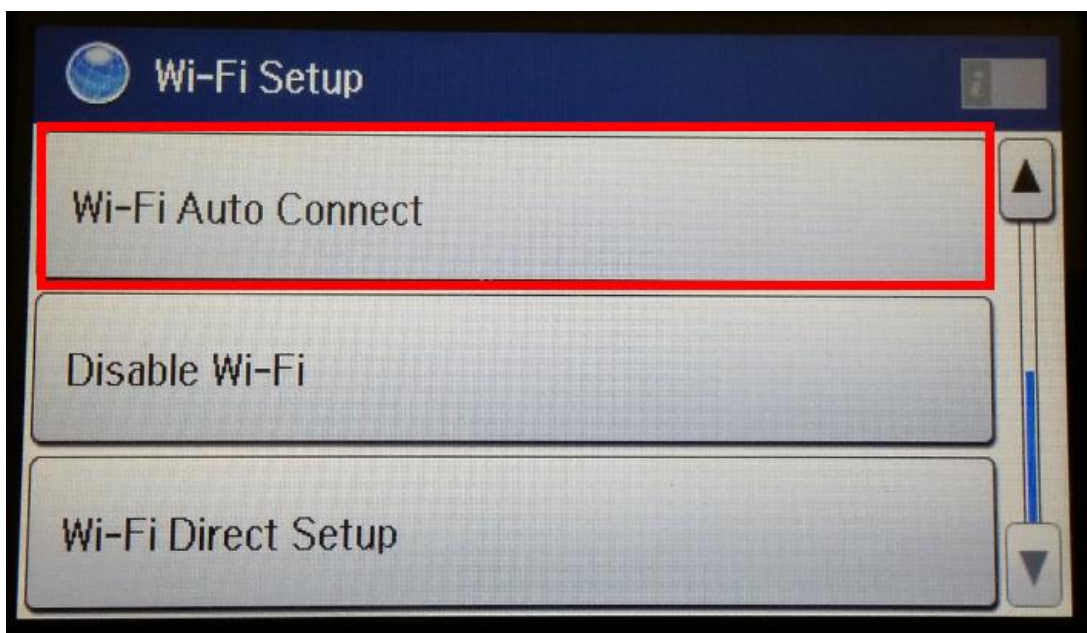 Wi-Fi Setup
i
Wi-Fi Auto Connect
Disable Wi-Fi
Wi-Fi Direct Setup